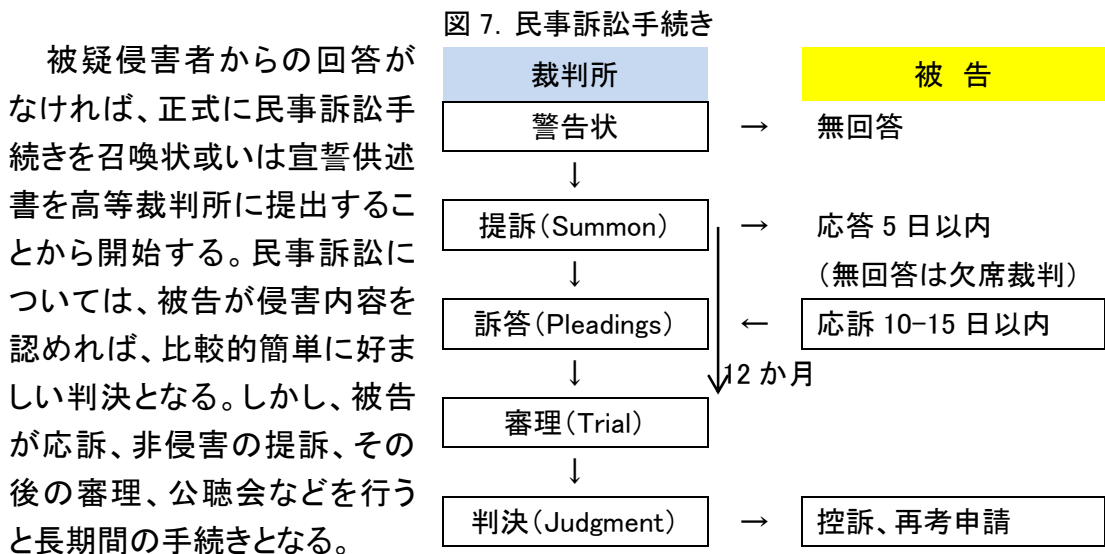 被疑侵害者からの回答が
なければ、正式に民事訴訟手
続きを召喚状或いは宣誓供述
書を高等裁判所に提出するこ
とから開始する。民事訴訟に
ついては、被告が侵害内容を
認めれば、比較的簡単に好ま
しい判決となる。しかし、被告
が応訴、非侵害の提訴、その
後の審理、公聴会などを行う
と長期間の手続きとなる。
図 7. 民事訴訟手続き
裁判所 被 告
警告状 → 無回答
↓
提訴（Summon） → 応答 5 日以内
↓ （無回答は欠席裁判）
訴答（Pleadings） ← 応訴 10-15 日以内
↓ 12 か月
審理（Trial）
↓
判決（Judgment） → 控訴、再考申請